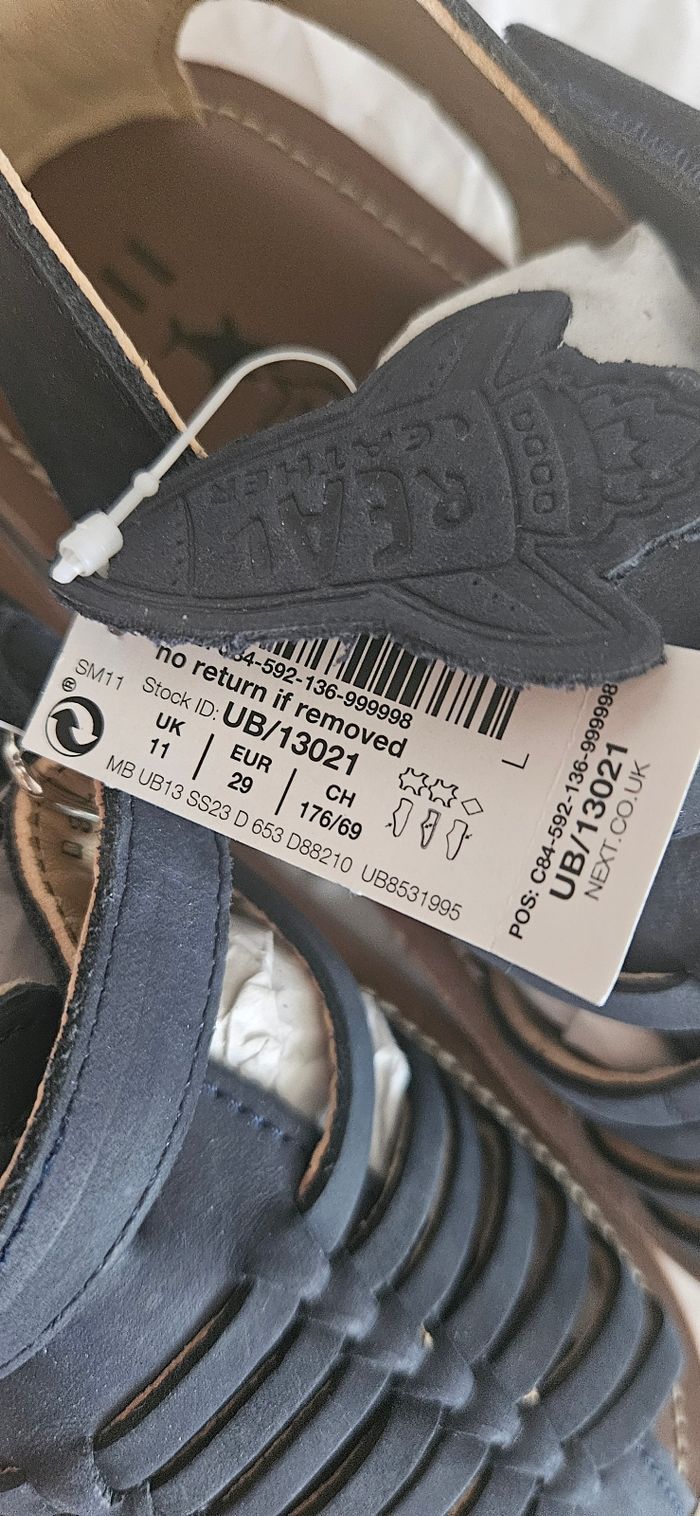 REAL
LEATHER
84-592-136-999998
no return if removed
SM11
Stock ID: UB/13021
UK
11
EUR
29
CH
176/69
MB UB13 SS23 D 653 D88210 UB8531995
POS: C84-592-136-999998
UB/13021
NEXT.CO.UK